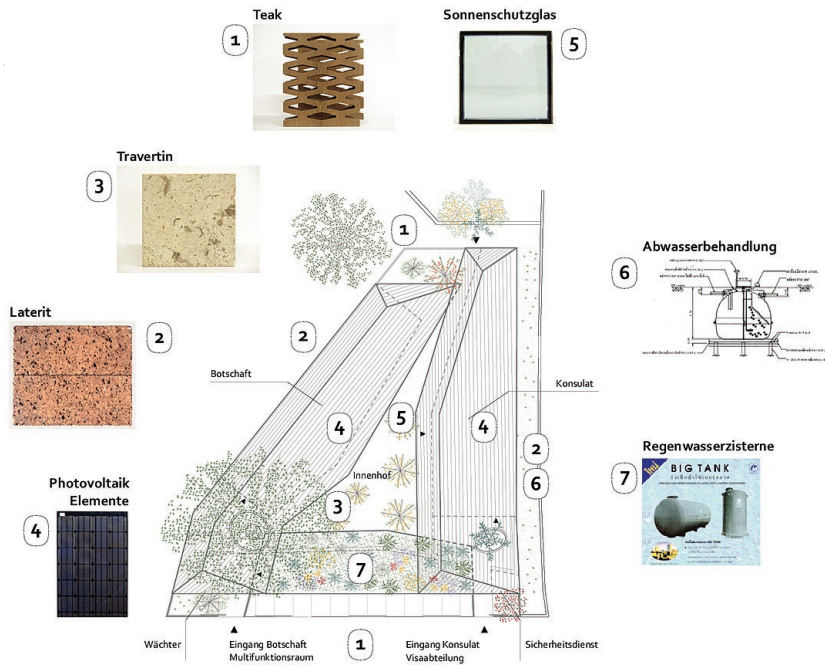 Teak
1
Sonnenschutzglas
5
Travertin
3
1
Abwasserbehandlung
6
Laterit
2
2
Botschaft
Konsulat
4
5
4
2
Regenwasserzisterne
7
BIG TANK
Photovoltaik
Elemente
4
Innenhof
3
6
7
Wächter
Eingang Botschaft
Multifunktionsraum
1
Eingang Konsulat
Visaabteilung
Sicherheitsdienst